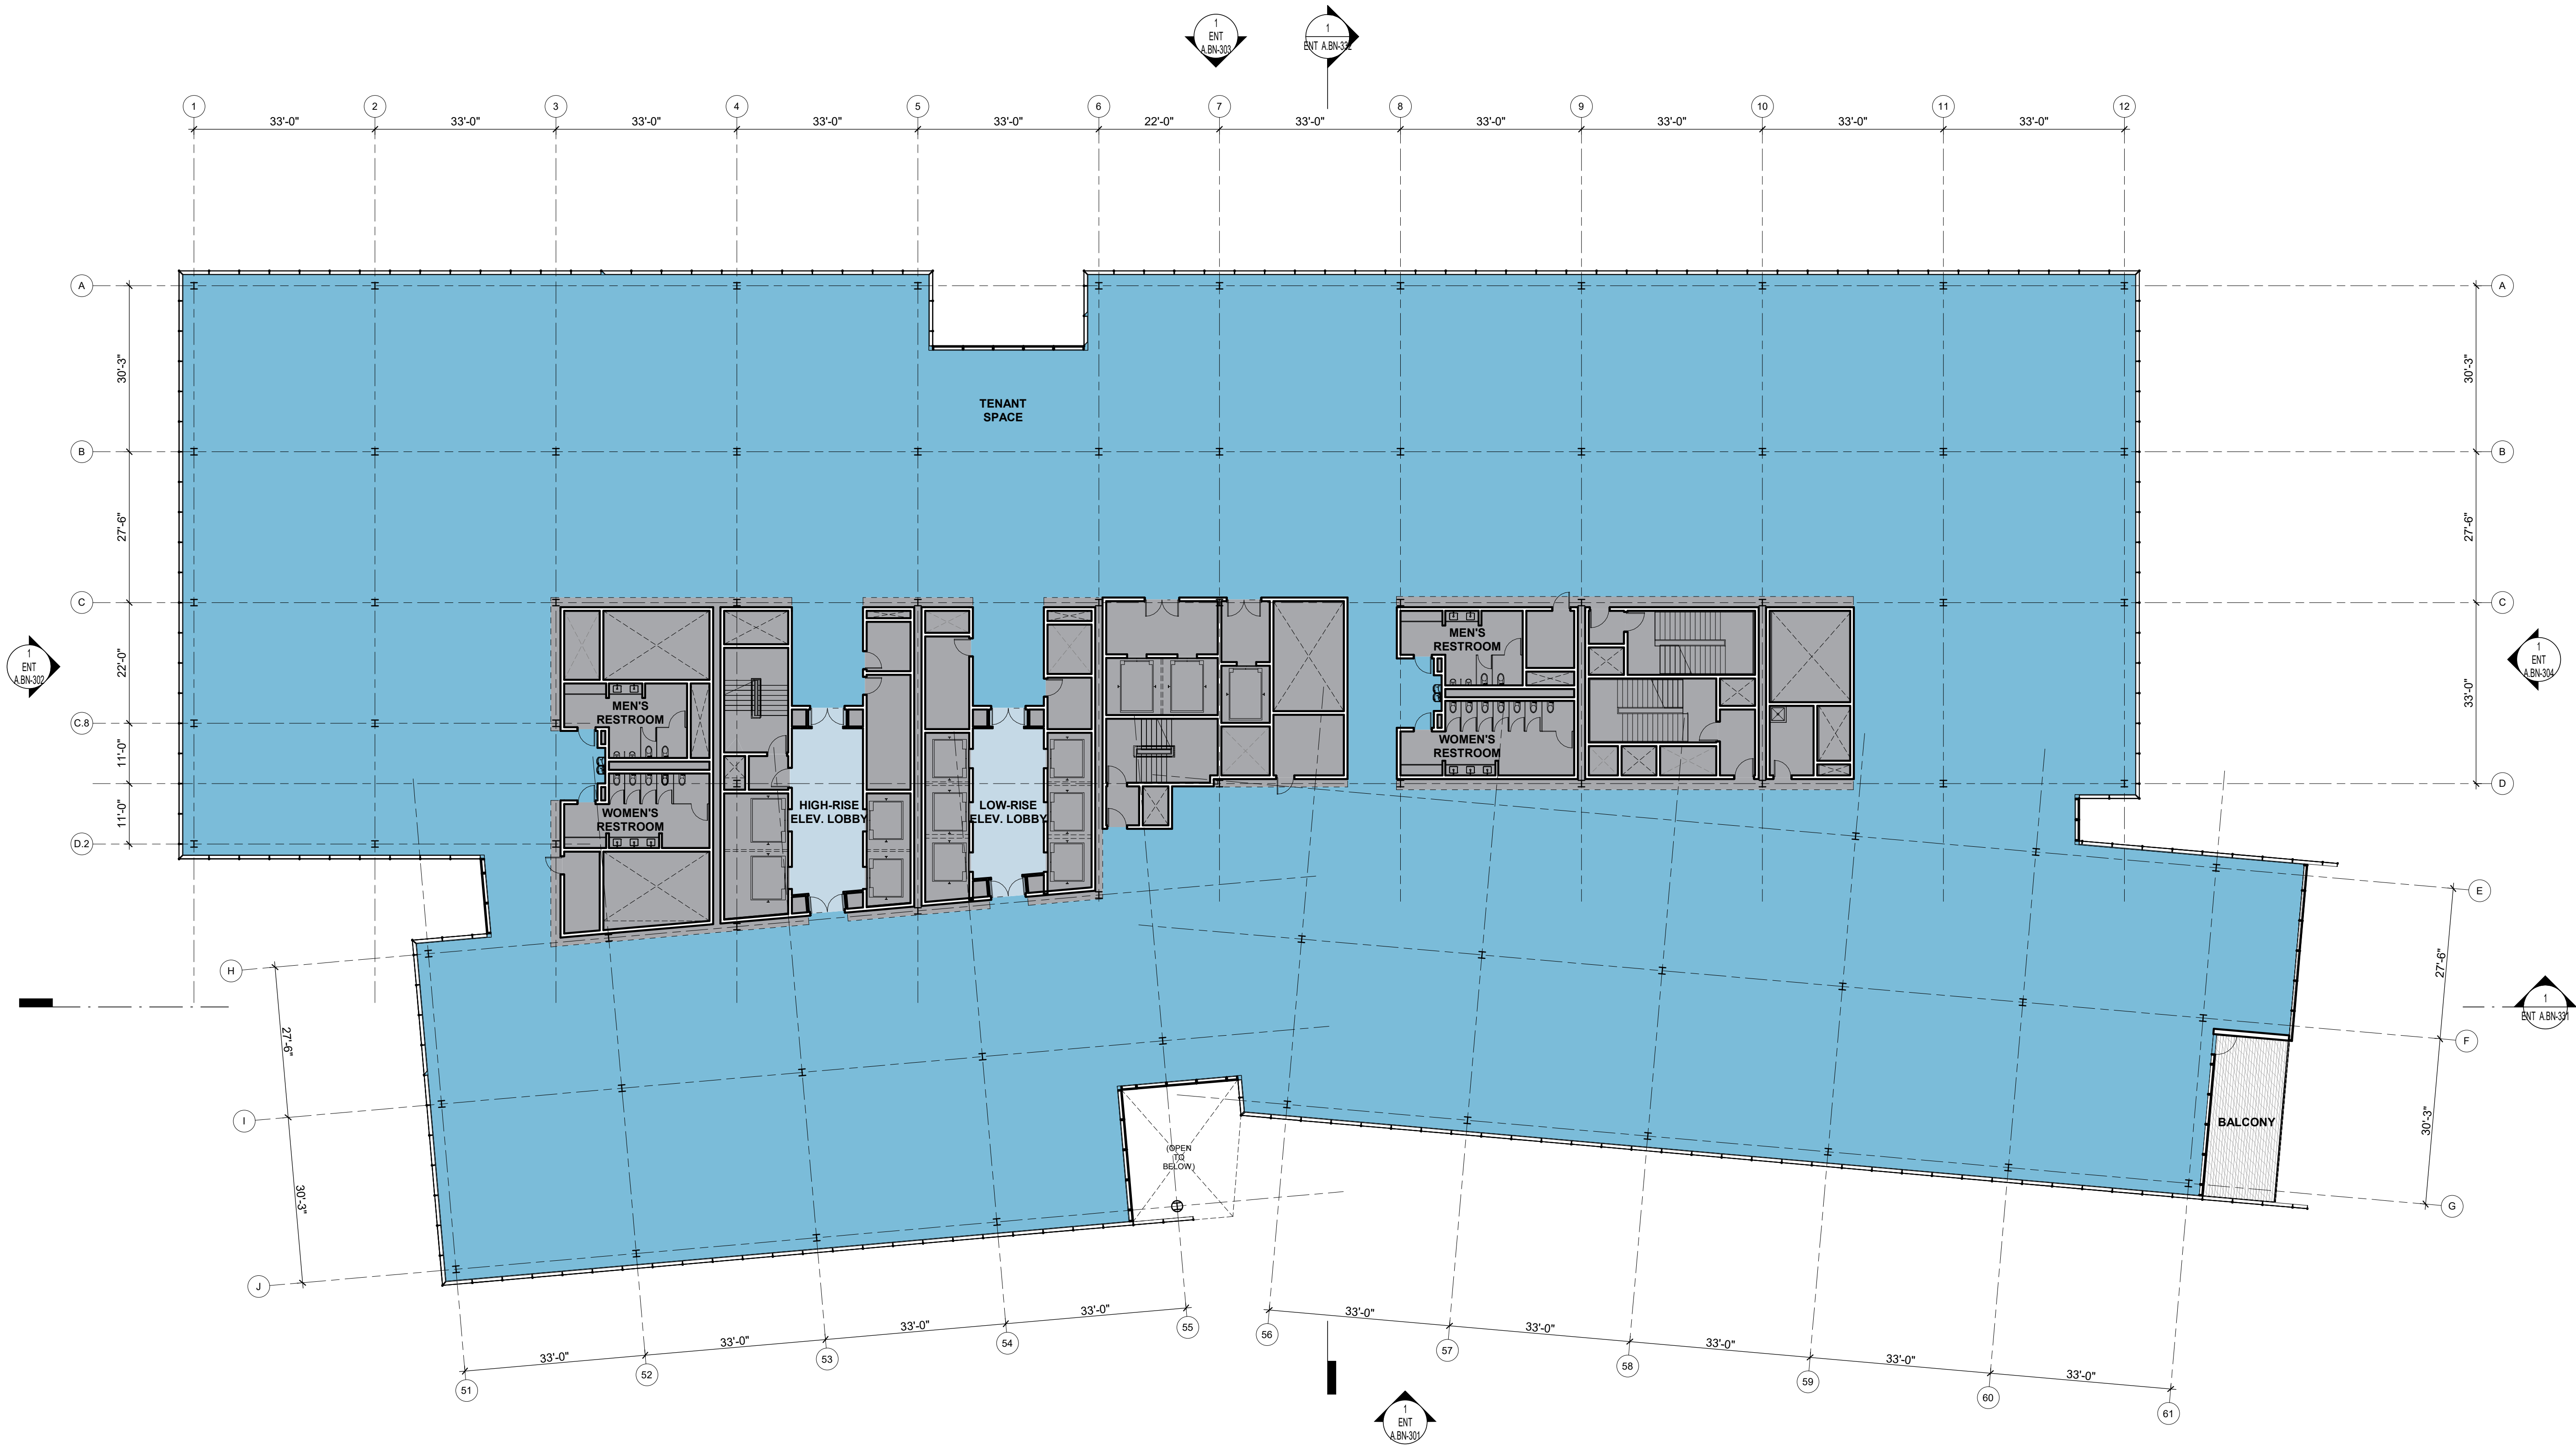 1
ENT
A.BN-303
1
ENT A.BN-332
1
2
3
4
5
6
7
8
9
10
11
12
33'-0"
33'-0"
33'-0"
33'-0"
33'-0"
22'-0"
33'-0"
33'-0"
33'-0"
33'-0"
33'-0"
A
A
30'-3"
30'-3"
TENANT
SPACE
B
B
27'-6"
27'-6"
C
C
1
ENT
A.BN-302
22'-0"
MEN'S
RESTROOM
MEN'S
RESTROOM
33'-0"
1
ENT
A.BN-304
C.8
11'-0"
WOMEN'S
RESTROOM
D
11'-0"
WOMEN'S
RESTROOM
HIGH-RISE
ELEV. LOBBY
LOW-RISE
ELEV. LOBBY
D.2
E
H
27'-6"
27'-6"
1
ENT A.BN-331
F
I
30'-3"
BALCONY
30'-3"
(OPEN
TO
BELOW)
G
J
33'-0"
33'-0"
33'-0"
33'-0"
33'-0"
33'-0"
33'-0"
33'-0"
33'-0"
51
52
53
54
55
56
57
58
59
60
61
1
ENT
A.BN-301